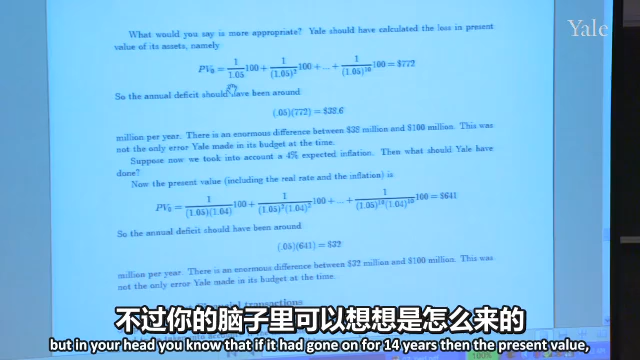 Yale
What would you say is more appropriate? Yale should have calculated the loss in present
value of its assets, namely
PV₀ = 1/1.05 100 + 1/(1.05)² 100 + ... + 1/(1.05)¹⁰ 100 = $772
So the annual deficit should have been around
(.05)(772) = $38.6
million per year. There is an enormous difference between $38 million and $100 million. This was
not the only error Yale made in its budget at the time.
Suppose now we took into account a 4% expected inflation. Then what should Yale have
done?
Now the present value (including the real rate and the inflation) is
PV₀ = 1/(1.05)(1.04) 100 + 1/(1.05)²(1.04)² 100 + ... + 1/(1.05)¹⁰(1.04)¹⁰ 100 = $641
So the annual deficit should have been around
(.05)(641) = $32
million per year. There is an enormous difference between $32 million and $100 million. This was
not the only error Yale made in its budget at the time.
transactions
不过你的脑子里可以想想是怎么来的
but in your head you know that if it had gone on for 14 years then the present value,